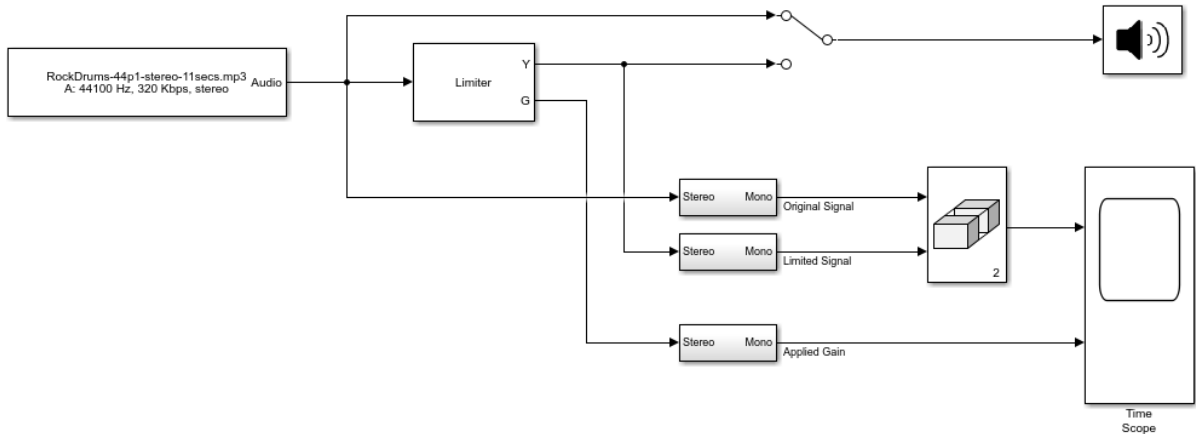 RockDrums-44p1-stereo-11secs.mp3
A: 44100 Hz, 320 Kbps, stereo
Audio
Limiter
Y
G
Stereo Mono
Original Signal
Stereo Mono
Limited Signal
2
Stereo Mono
Applied Gain
Time
Scope